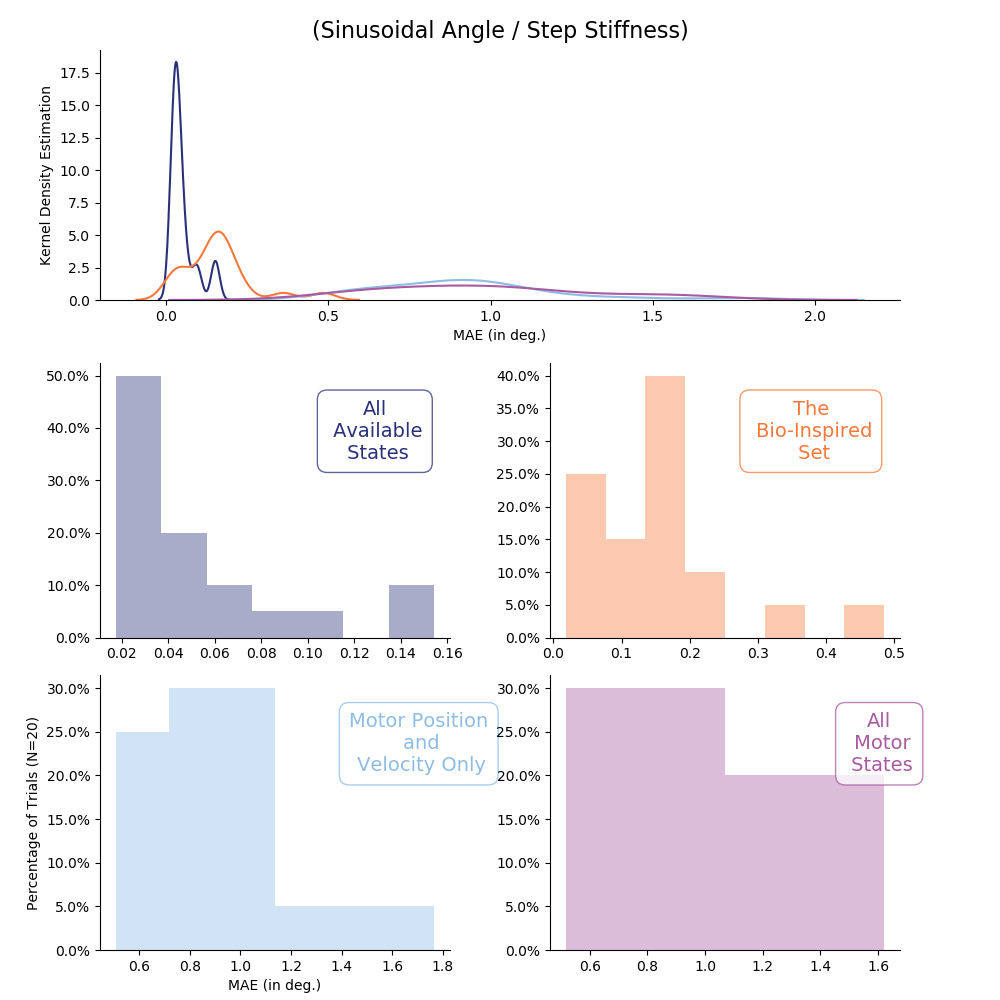 (Sinusoidal Angle / Step Stiffness)
Kernel Density Estimation
17.5
15.0
12.5
10.0
7.5
5.0
2.5
0.0
0.0 0.5 1.0 1.5 2.0
MAE (in deg.)
50.0%
40.0%
30.0%
20.0%
10.0%
0.0%
All
Available
States
0.02 0.04 0.06 0.08 0.10 0.12 0.14 0.16
40.0%
35.0%
30.0%
25.0%
20.0%
15.0%
10.0%
5.0%
0.0%
The
Bio-Inspired
Set
0.0 0.1 0.2 0.3 0.4 0.5
Percentage of Trials (N=20)
30.0%
25.0%
20.0%
15.0%
10.0%
5.0%
0.0%
Motor Position
and
Velocity Only
0.6 0.8 1.0 1.2 1.4 1.6 1.8
MAE (in deg.)
30.0%
25.0%
20.0%
15.0%
10.0%
5.0%
0.0%
All
Motor
States
0.6 0.8 1.0 1.2 1.4 1.6